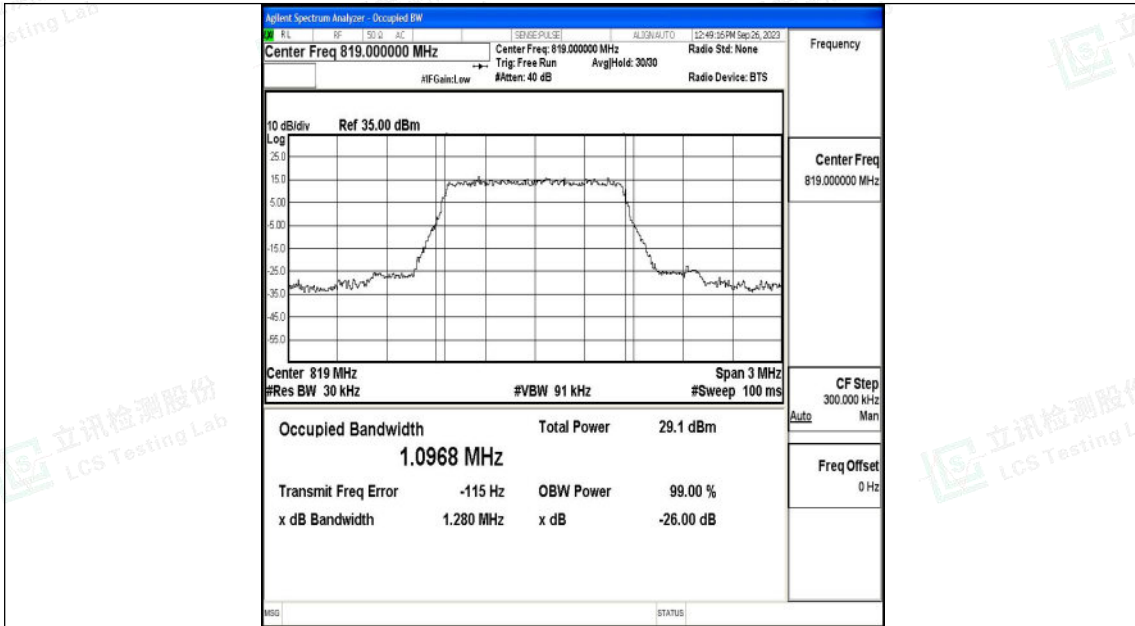 Agilent Spectrum Analyzer - Occupied BW
RL RF 50 Ω AC SENSE:PULSE ALIGNAUTO 12:49:16 PM Sep 26, 2023
Center Freq 819.000000 MHz
Center Freq: 819.000000 MHz
Radio Std: None
Trig: Free Run Avg|Hold: 30/30
#IFGain:Low
#Atten: 40 dB
Radio Device: BTS
10 dB/div Ref 35.00 dBm
Log
25.0
15.0
5.00
-5.00
-15.0
-25.0
-35.0
-45.0
-55.0
Center 819 MHz Span 3 MHz
#Res BW 30 kHz #VBW 91 kHz #Sweep 100 ms
Occupied Bandwidth Total Power 29.1 dBm
1.0968 MHz
Transmit Freq Error -115 Hz OBW Power 99.00 %
x dB Bandwidth 1.280 MHz x dB -26.00 dB
MSG STATUS
Frequency
Center Freq
819.000000 MHz
CF Step
300.000 kHz
Auto Man
Freq Offset
0 Hz
sting Lab
立讯检测股份
LCS Testing Lab
立讯检测股份
LCS Testing L